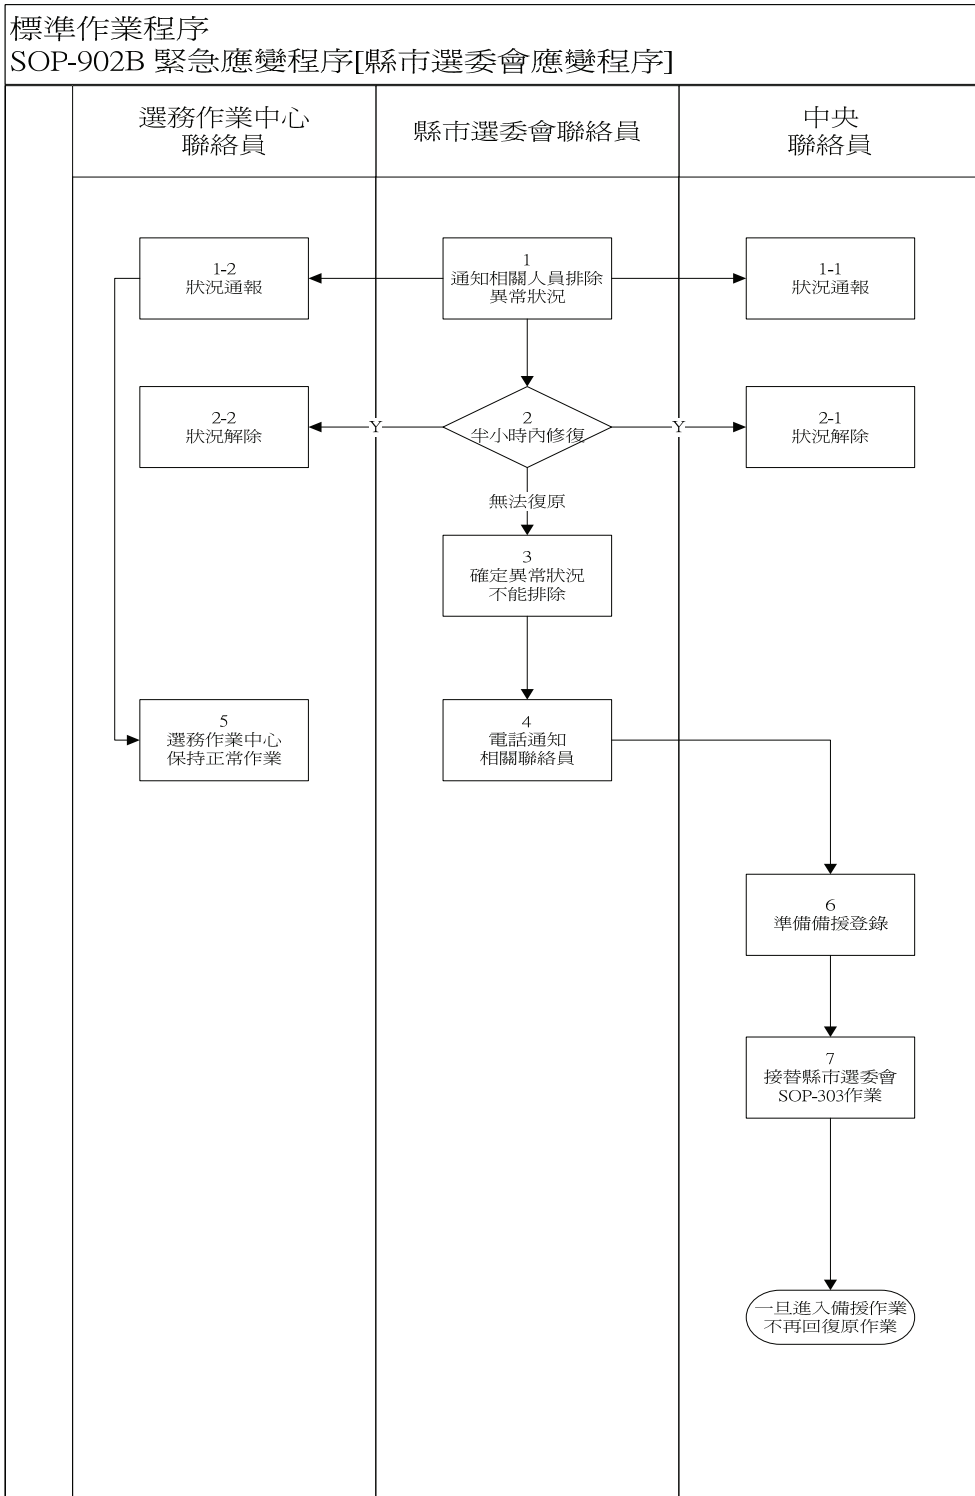 標準作業程序
SOP-902B 緊急應變程序[縣市選委會應變程序]
選務作業中心
聯絡員
縣市選委會聯絡員
中央
聯絡員
1-2
狀況通報
1
通知相關人員排除
異常狀況
1-1
狀況通報
2-2
狀況解除
Y
2
半小時內修復
Y
2-1
狀況解除
無法復原
3
確定異常狀況
不能排除
5
選務作業中心
保持正常作業
4
電話通知
相關聯絡員
6
準備備援登錄
7
接替縣市選委會
SOP-303作業
一旦進入備援作業
不再回復原作業